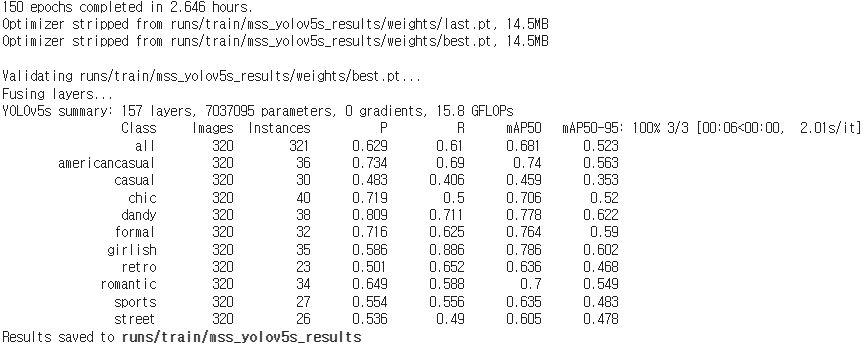 150 epochs completed in 2.646 hours.
Optimizer stripped from runs/train/mss_yolov5s_results/weights/last.pt, 14.5MB
Optimizer stripped from runs/train/mss_yolov5s_results/weights/best.pt, 14.5MB
Validating runs/train/mss_yolov5s_results/weights/best.pt...
Fusing layers...
YOLOv5s summary: 157 layers, 7037095 parameters, 0 gradients, 15.8 GFLOPs
Class Images Instances P R mAP50 mAP50-95: 100% 3/3 [00:06<00:00, 2.01s/it]
all 320 321 0.629 0.61 0.681 0.523
americancasual 320 36 0.734 0.69 0.74 0.563
casual 320 30 0.483 0.406 0.459 0.353
chic 320 40 0.719 0.5 0.706 0.52
dandy 320 38 0.809 0.711 0.778 0.622
formal 320 32 0.716 0.625 0.764 0.59
girlish 320 35 0.586 0.886 0.786 0.602
retro 320 23 0.501 0.652 0.636 0.468
romantic 320 34 0.649 0.588 0.7 0.549
sports 320 27 0.554 0.556 0.635 0.483
street 320 26 0.536 0.49 0.605 0.478
Results saved to runs/train/mss_yolov5s_results